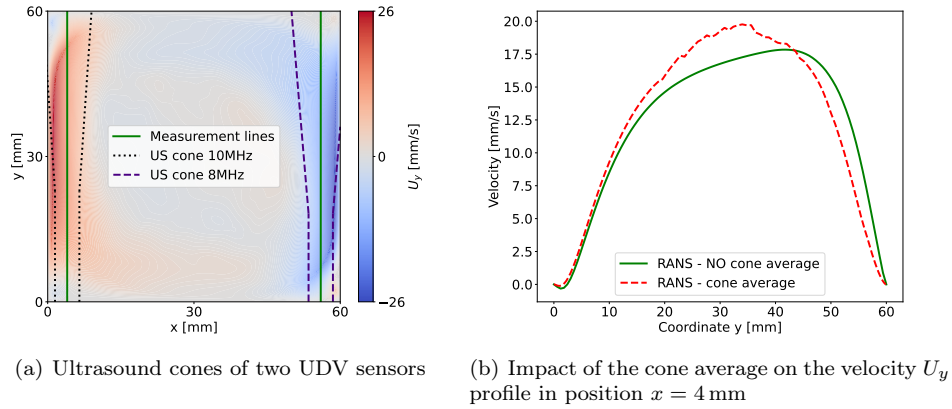 60
30
0
y [mm]
0
30
60
x [mm]
Measurement lines
US cone 10MHz
US cone 8MHz
26
0
−26
U_y [mm/s]
(a) Ultrasound cones of two UDV sensors
20.0
17.5
15.0
12.5
10.0
7.5
5.0
2.5
0.0
Velocity [mm/s]
RANS - NO cone average
RANS - cone average
0
10
20
30
40
50
60
Coordinate y [mm]
(b) Impact of the cone average on the velocity U_y
profile in position x = 4 mm